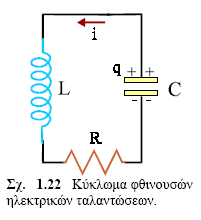 i
q + +
L
C
- -
R
Σχ. 1.22 Κύκλωμα φθινουσών
ηλεκτρικών ταλαντώσεων.